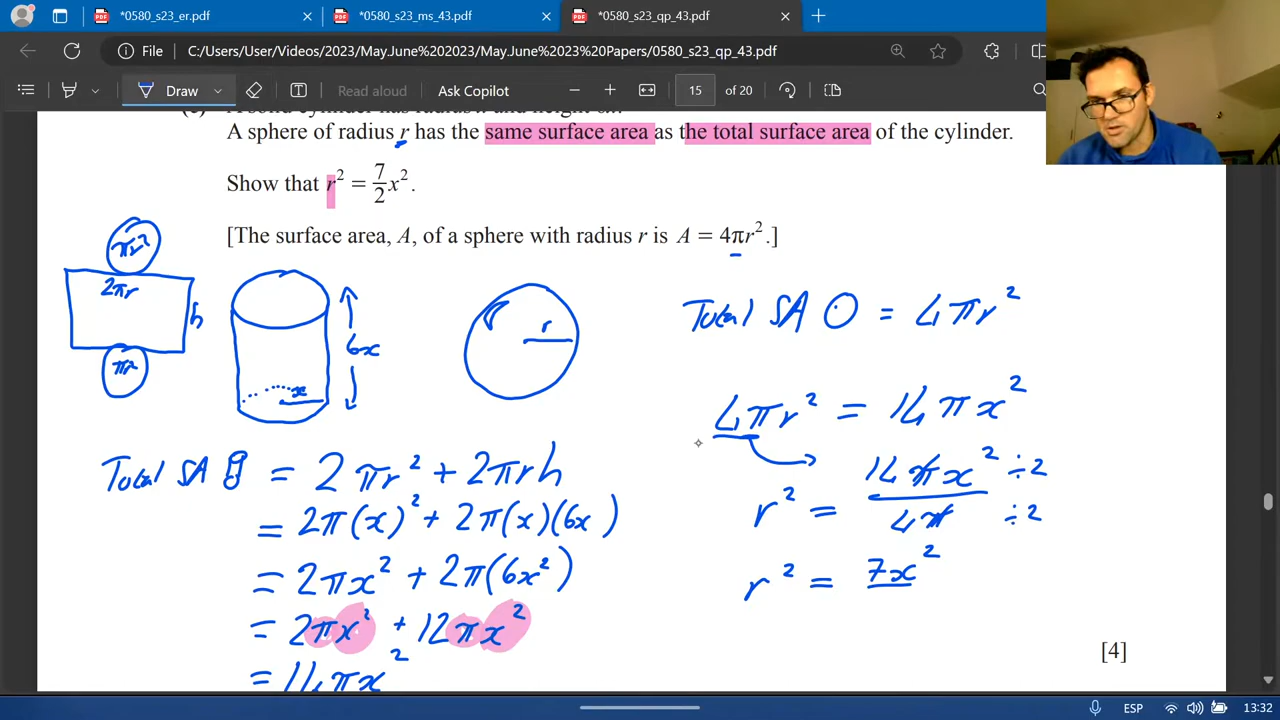 *0580_s23_er.pdf
*0580_s23_ms_43.pdf
*0580_s23_qp_43.pdf
File C:/Users/User/Videos/2023/May.June%202023/May.June%2023%20Papers/0580_s23_qp_43.pdf
Draw Read aloud Ask Copilot 15 of 20
A sphere of radius r has the same surface area as the total surface area of the cylinder.
Show that r² = 7/2 x².
[The surface area, A, of a sphere with radius r is A = 4πr².]
πr²
2πr
h
πr²
6x
x
r
Total SA = 4πr²
4πr² = 14πx²
r² = 14πx² ÷2
4π ÷2
r² = 7x²
Total SA = 2πr² + 2πrh
= 2π(x)² + 2π(x)(6x)
= 2πx² + 2π(6x²)
= 2πx² + 12πx²
= 14πx²
[4]
ESP 13:32